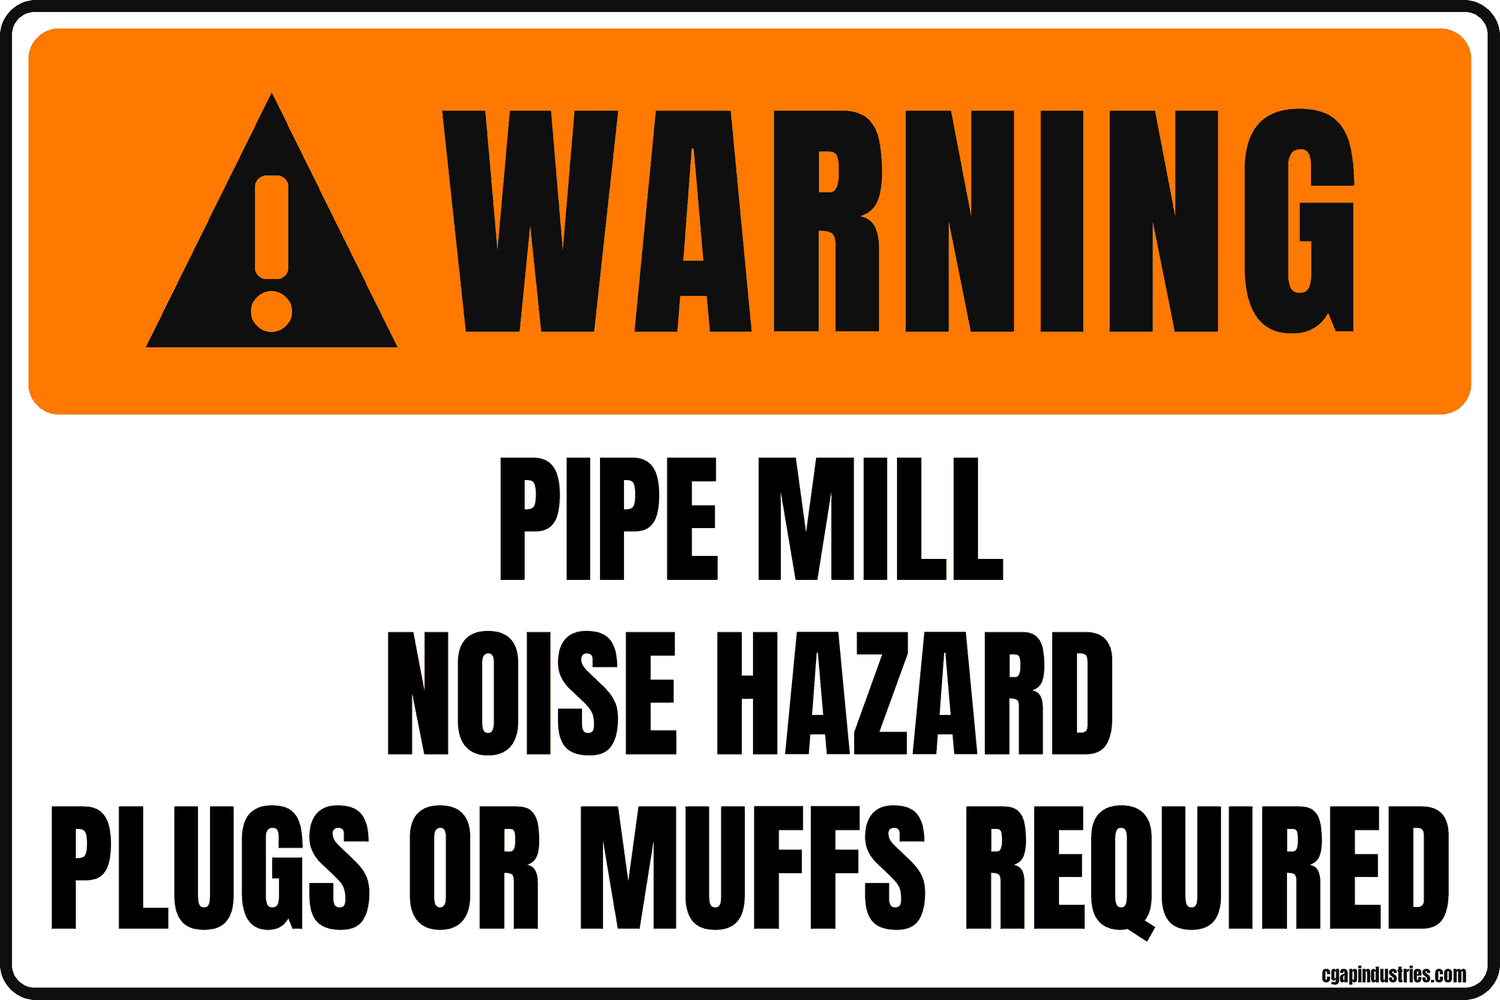 WARNING
PIPE MILL
NOISE HAZARD
PLUGS OR MUFFS REQUIRED
cgapindustries.com